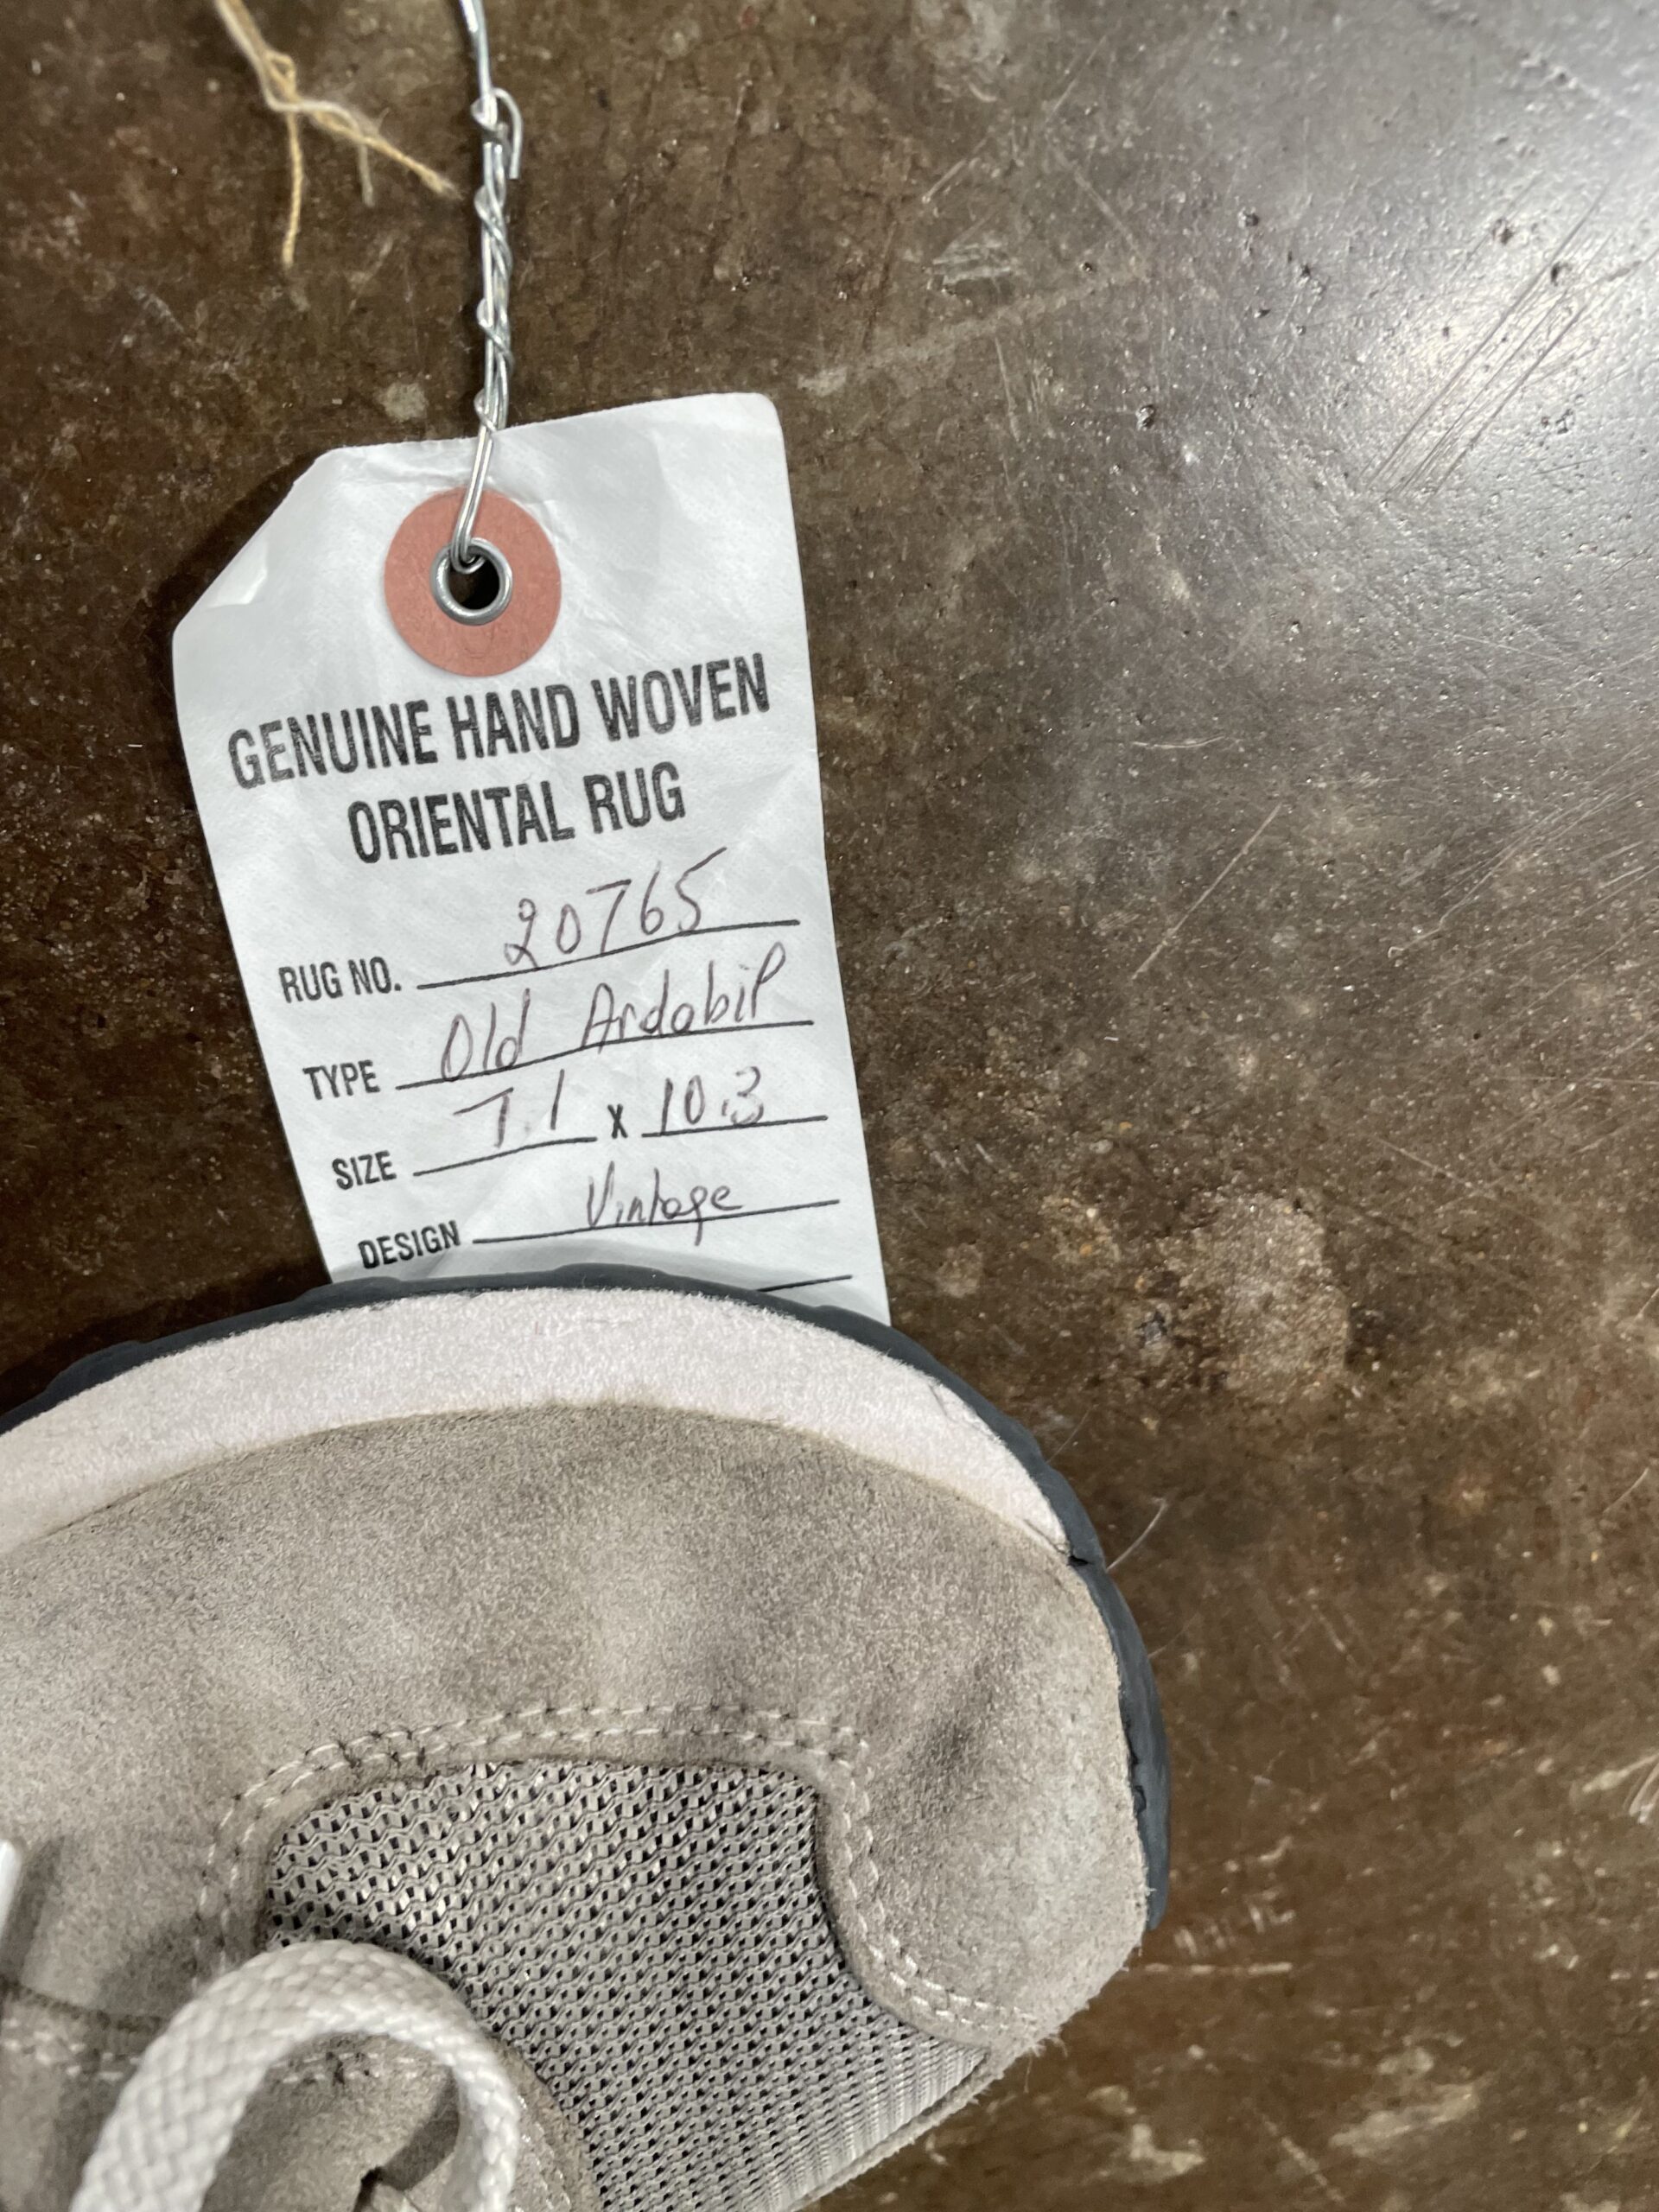 GENUINE HAND WOVEN
ORIENTAL RUG
RUG NO. 20765
TYPE Old Ardabil
SIZE 7.1 x 10.3
DESIGN Vintage